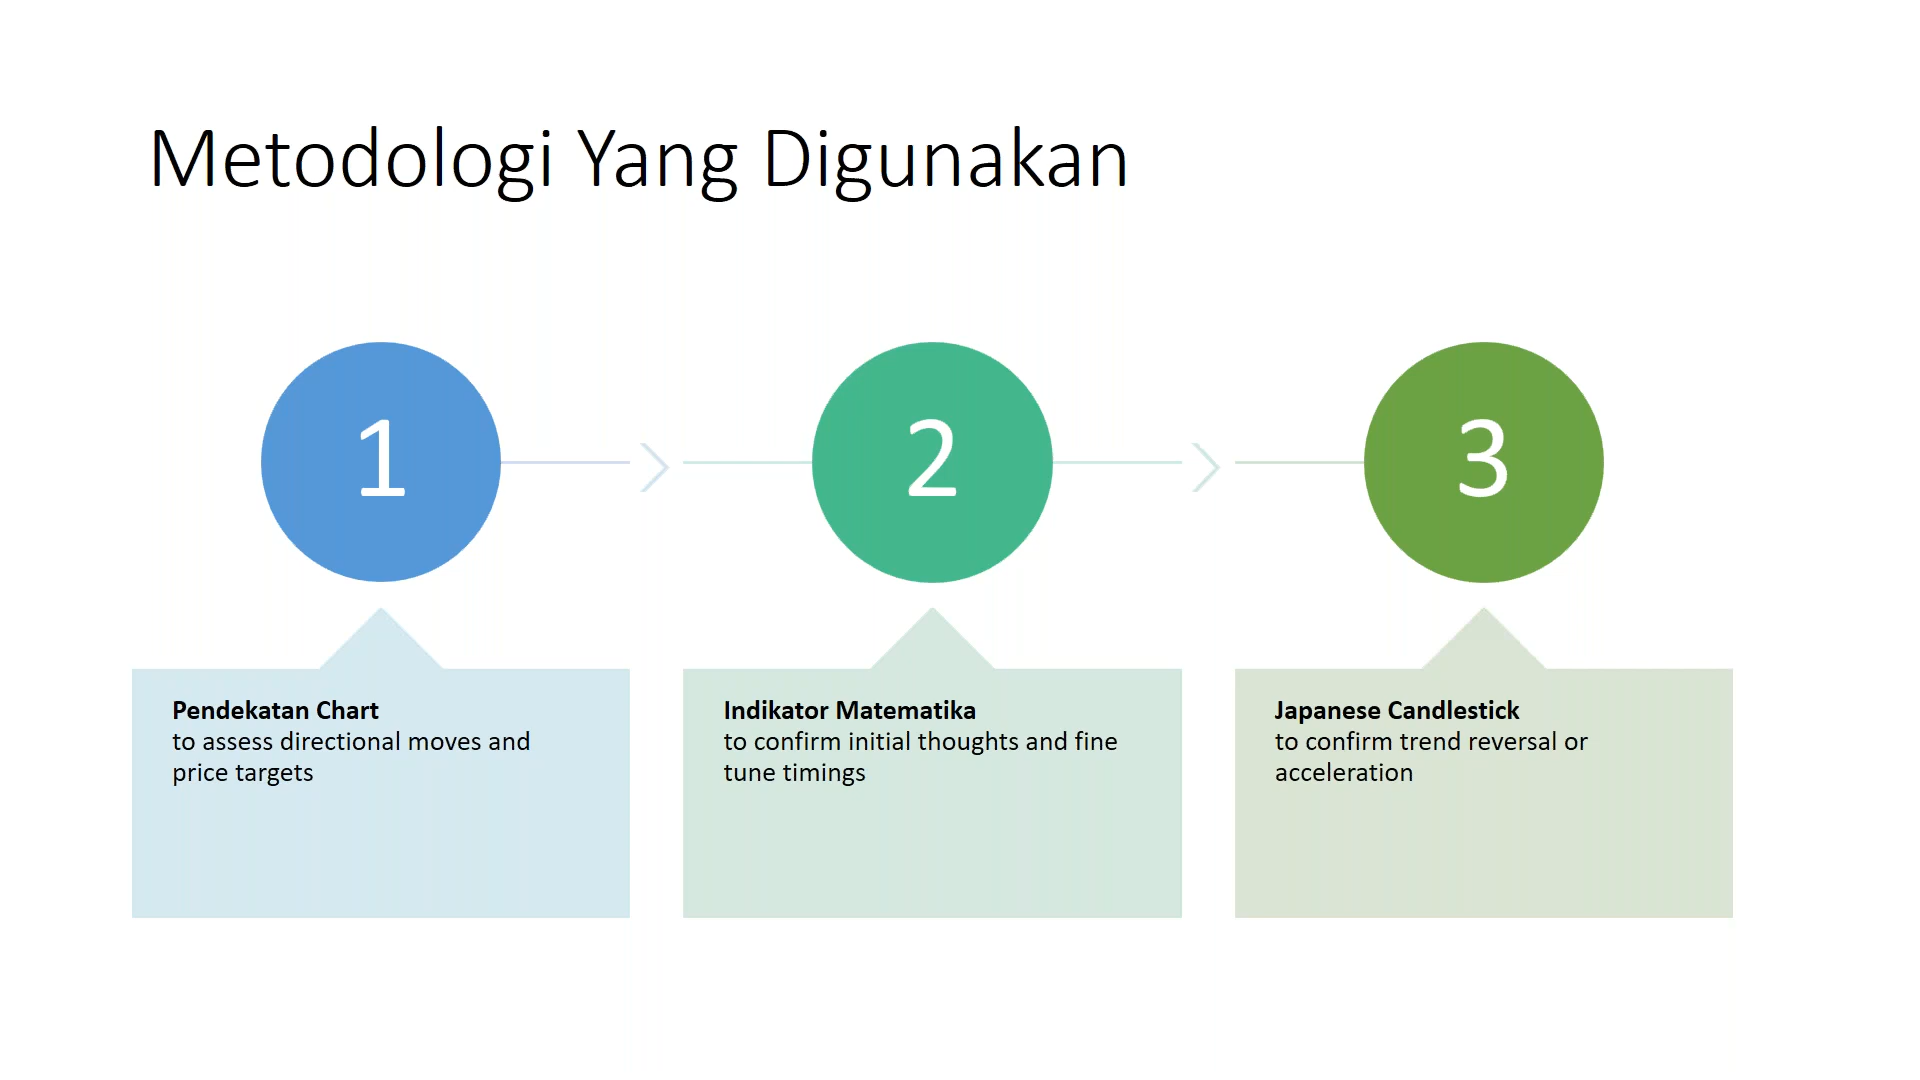 Metodologi Yang Digunakan
1
2
3
Pendekatan Chart
to assess directional moves and
price targets
Indikator Matematika
to confirm initial thoughts and fine
tune timings
Japanese Candlestick
to confirm trend reversal or
acceleration